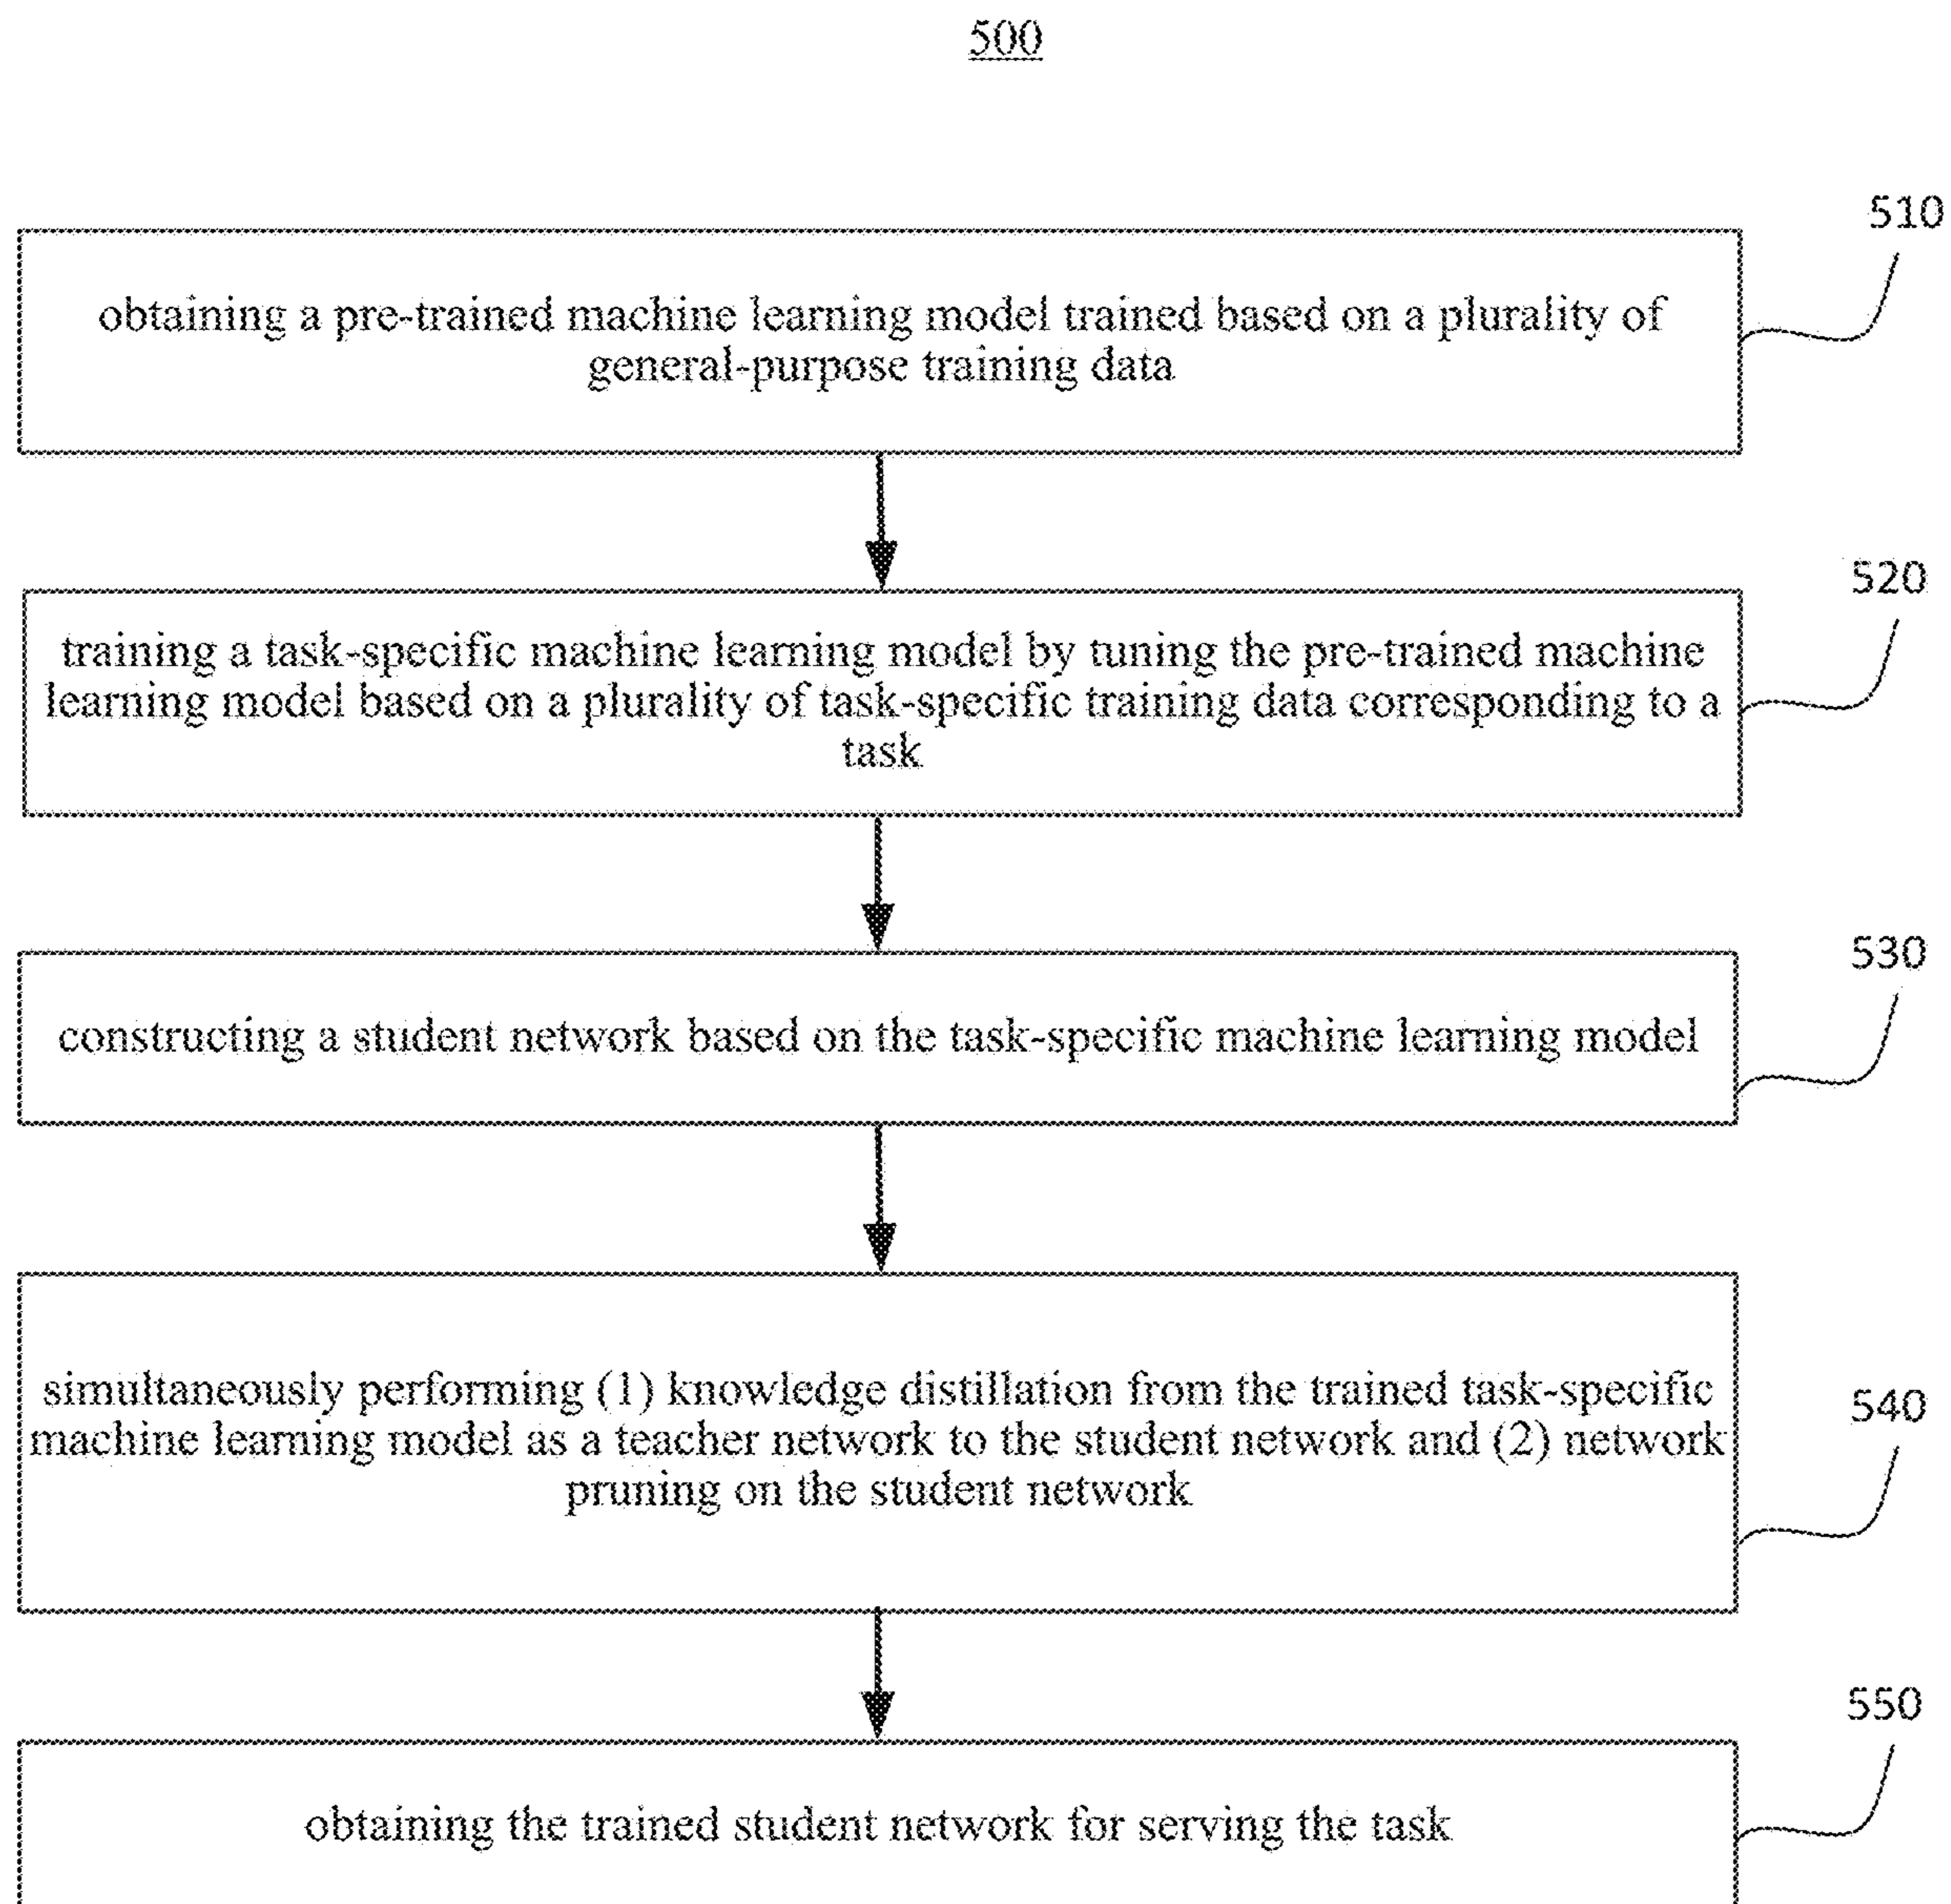 500
510
obtaining a pre-trained machine learning model trained based on a plurality of
general-purpose training data
520
training a task-specific machine learning model by tuning the pre-trained machine
learning model based on a plurality of task-specific training data corresponding to a
task
530
constructing a student network based on the task-specific machine learning model
540
simultaneously performing (1) knowledge distillation from the trained task-specific
machine learning model as a teacher network to the student network and (2) network
pruning on the student network
550
obtaining the trained student network for serving the task